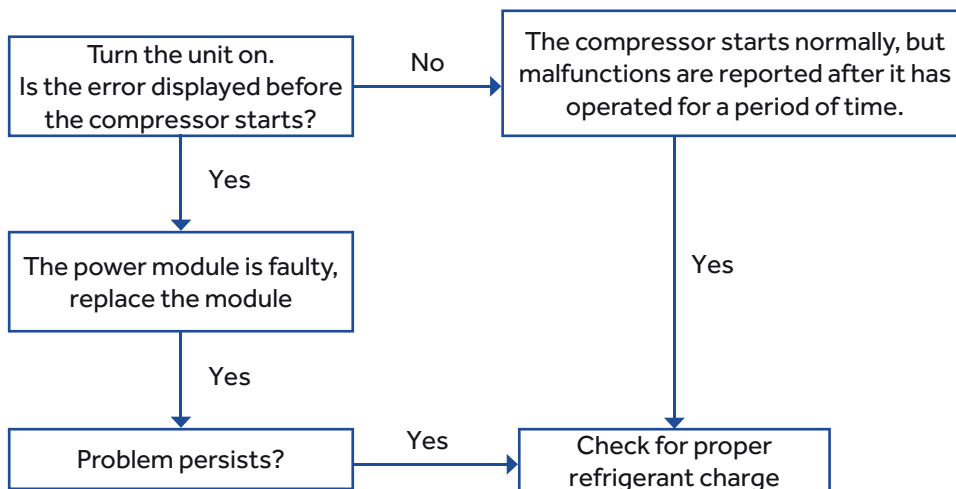 Turn the unit on.
Is the error displayed before
the compressor starts?
No
The compressor starts normally, but
malfunctions are reported after it has
operated for a period of time.
Yes
Yes
The power module is faulty,
replace the module
Yes
Problem persists?
Yes
Check for proper
refrigerant charge